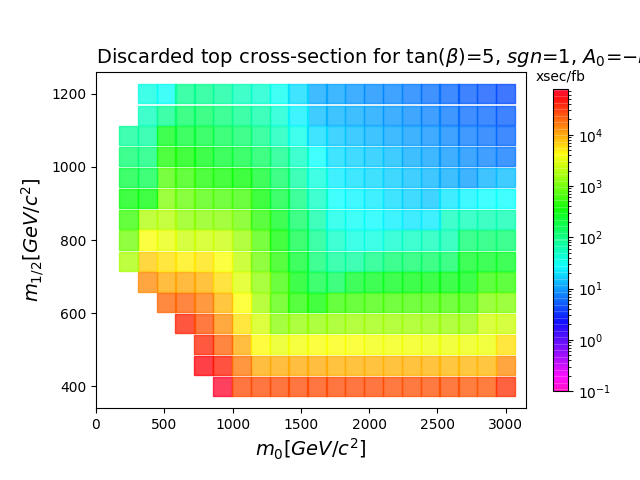 Discarded top cross-section for tan(β)=5, sgn=1, A₀=−
xsec/fb
1200
1000
800
600
400
m₁/₂[GeV/c²]
10⁴
10³
10²
10¹
10⁰
10⁻¹
0 500 1000 1500 2000 2500 3000
m₀[GeV/c²]